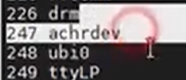 226 drm
247 achrdev
248 ubi0
249 ttyLP